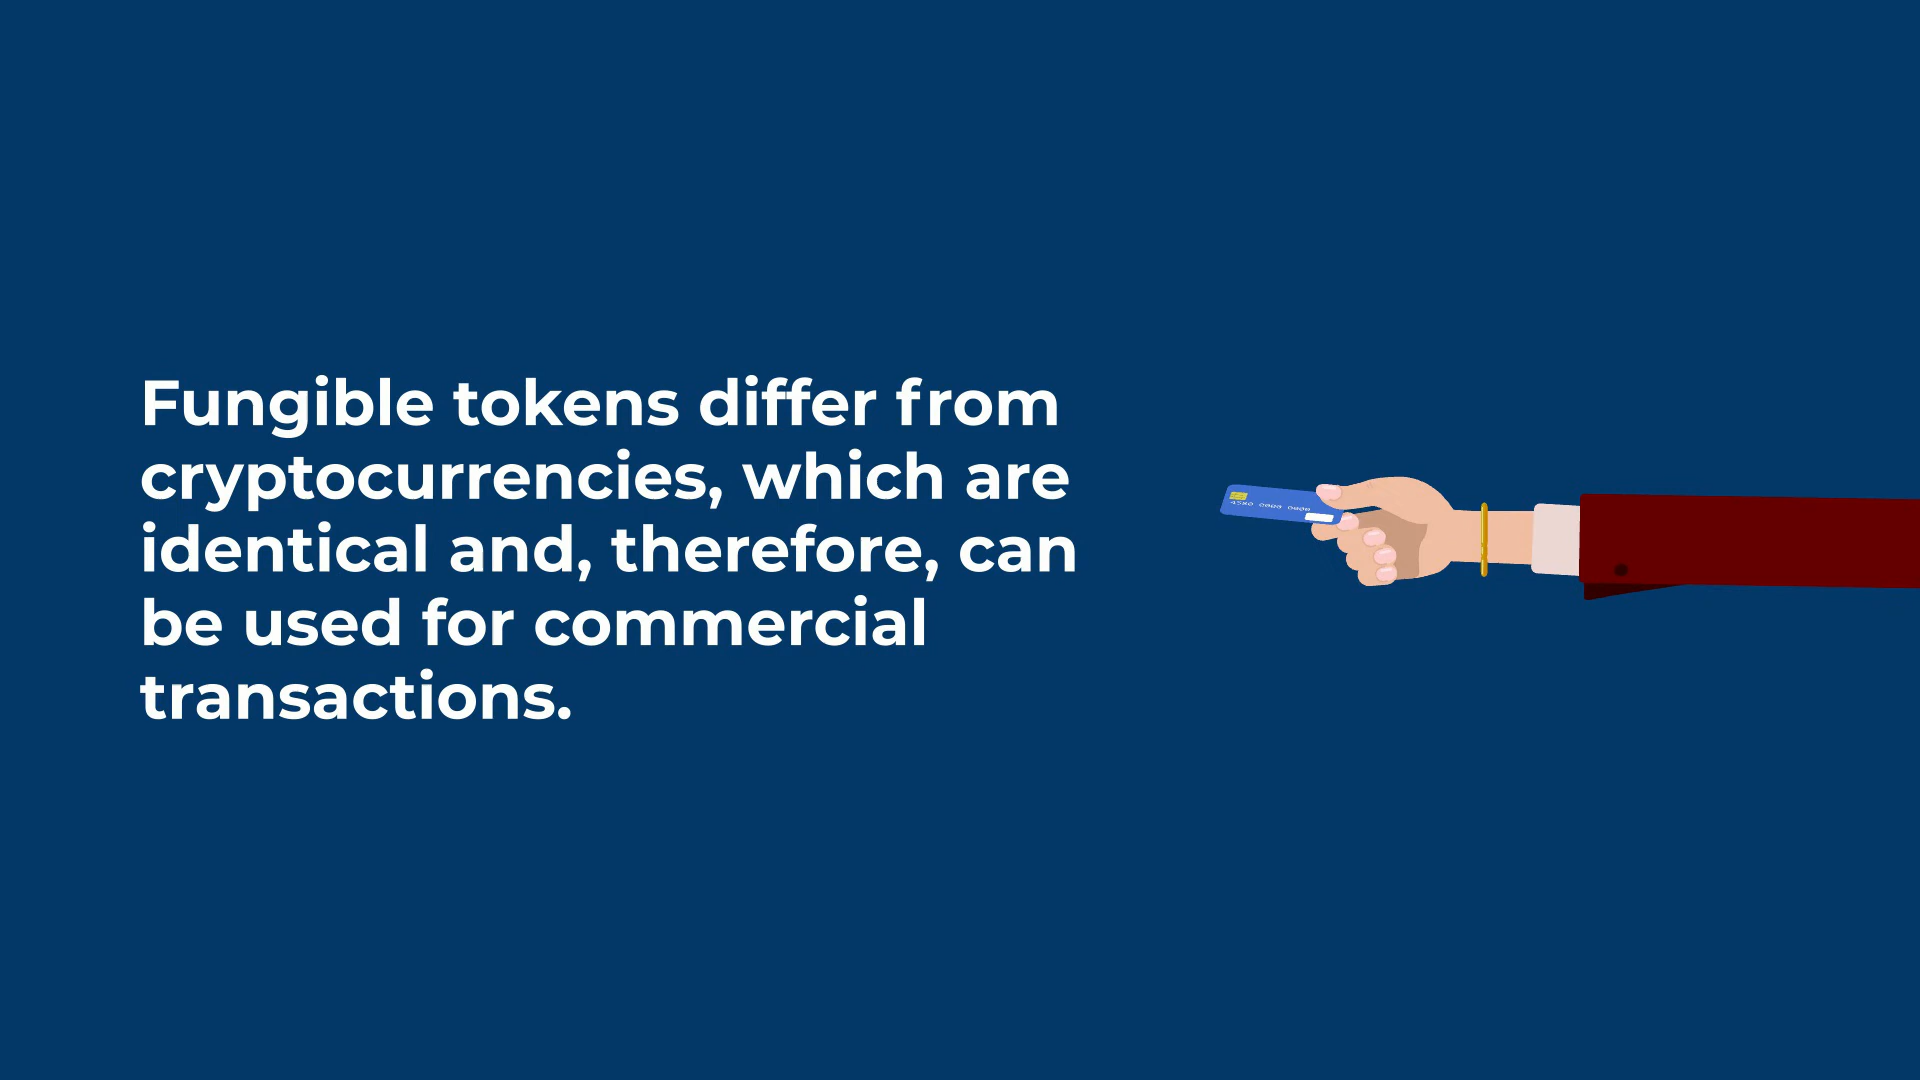 Fungible tokens differ from
cryptocurrencies, which are
identical and, therefore, can
be used for commercial
transactions.